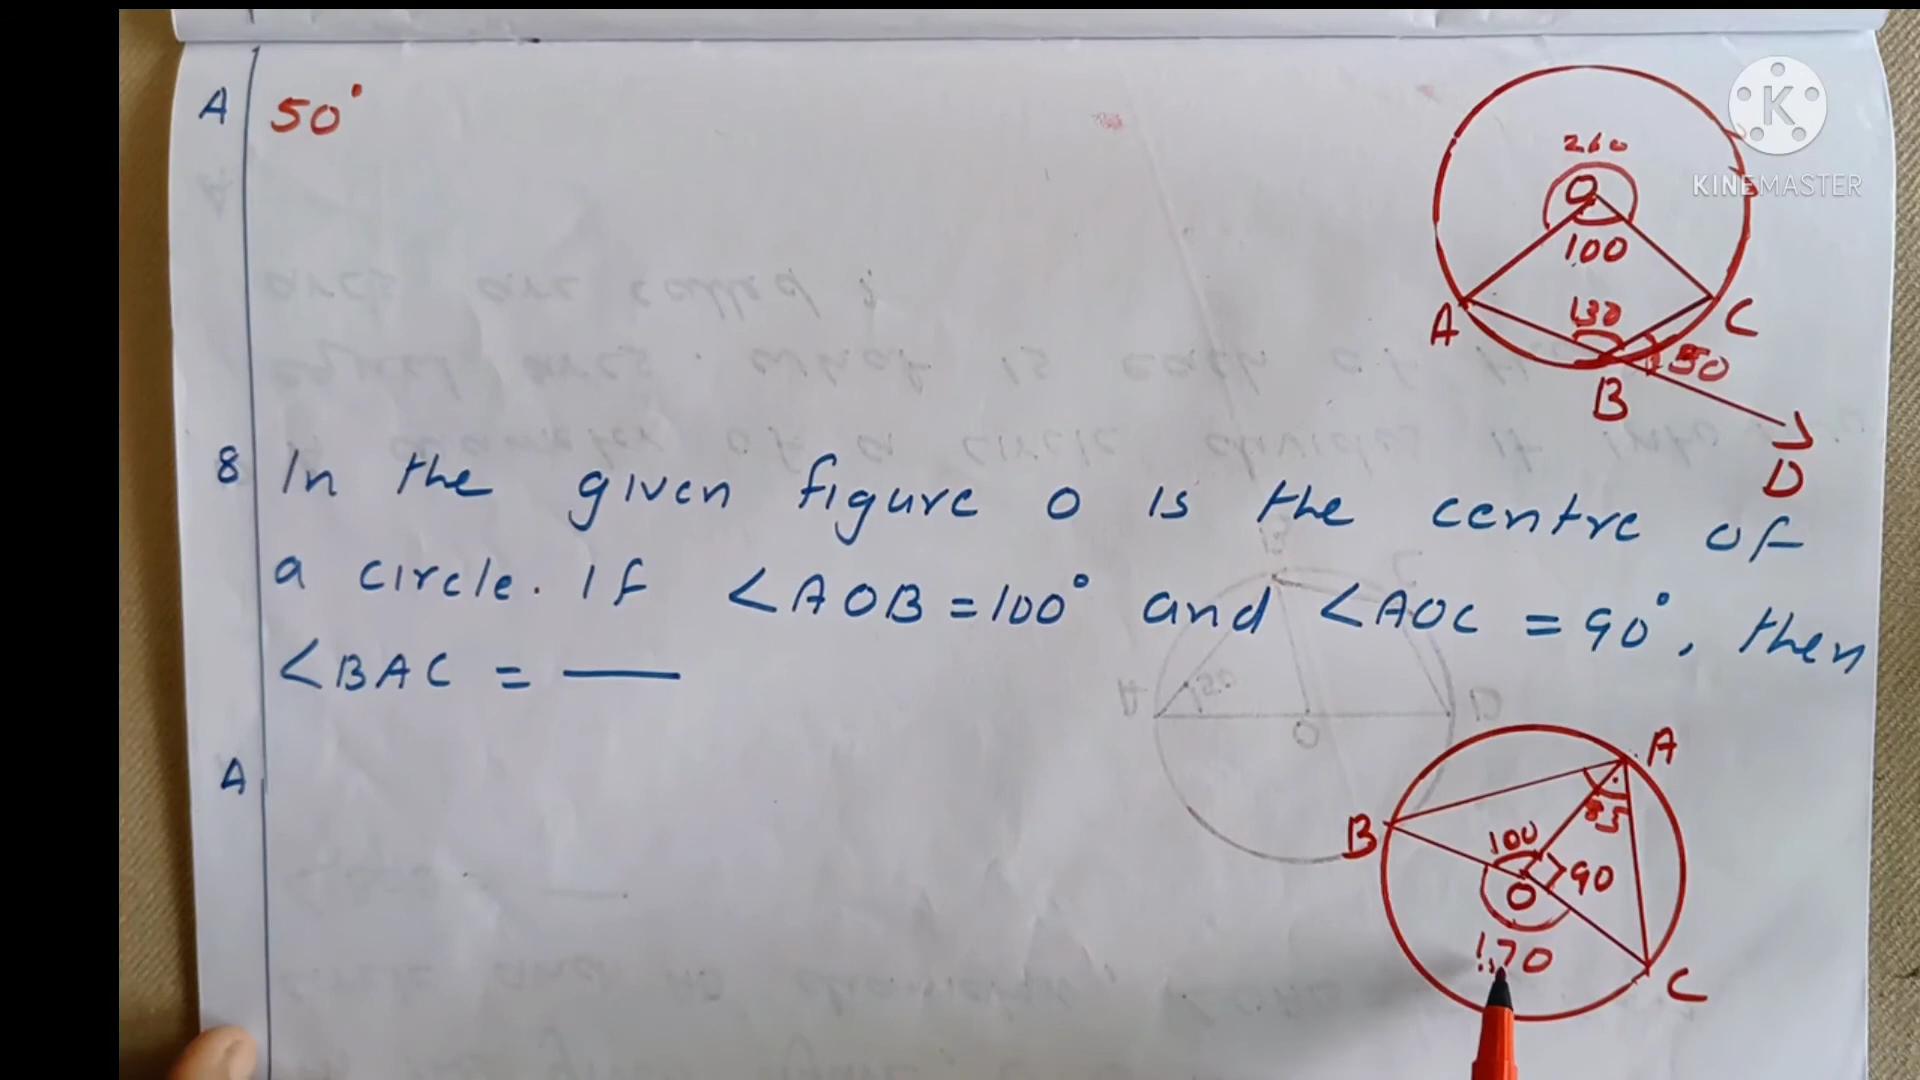 A 50°
260
O
100
A
130
C
50
B
D
KINEMASTER
8 In the given figure O is the centre of
a circle. If ∠AOB = 100° and ∠AOC = 90°, then
∠BAC = ___
A
A
85
B
100
90
O
170
C